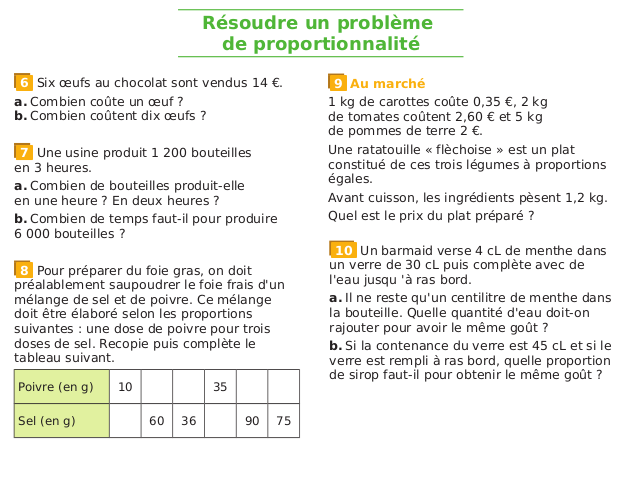 Résoudre un problème
de proportionnalité
6 Six œufs au chocolat sont vendus 14 €.
a. Combien coûte un œuf ?
b. Combien coûtent dix œufs ?
7 Une usine produit 1 200 bouteilles
en 3 heures.
a. Combien de bouteilles produit-elle
en une heure ? En deux heures ?
b. Combien de temps faut-il pour produire
6 000 bouteilles ?
8 Pour préparer du foie gras, on doit
préalablement saupoudrer le foie frais d'un
mélange de sel et de poivre. Ce mélange
doit être élaboré selon les proportions
suivantes : une dose de poivre pour trois
doses de sel. Recopie puis complète le
tableau suivant.
Poivre (en g) 10 35
Sel (en g) 60 36 90 75
9 Au marché
1 kg de carottes coûte 0,35 €, 2 kg
de tomates coûtent 2,60 € et 5 kg
de pommes de terre 2 €.
Une ratatouille « flèchoise » est un plat
constitué de ces trois légumes à proportions
égales.
Avant cuisson, les ingrédients pèsent 1,2 kg.
Quel est le prix du plat préparé ?
10 Un barmaid verse 4 cL de menthe dans
un verre de 30 cL puis complète avec de
l'eau jusqu 'à ras bord.
a. Il ne reste qu'un centilitre de menthe dans
la bouteille. Quelle quantité d'eau doit-on
rajouter pour avoir le même goût ?
b. Si la contenance du verre est 45 cL et si le
verre est rempli à ras bord, quelle proportion
de sirop faut-il pour obtenir le même goût ?